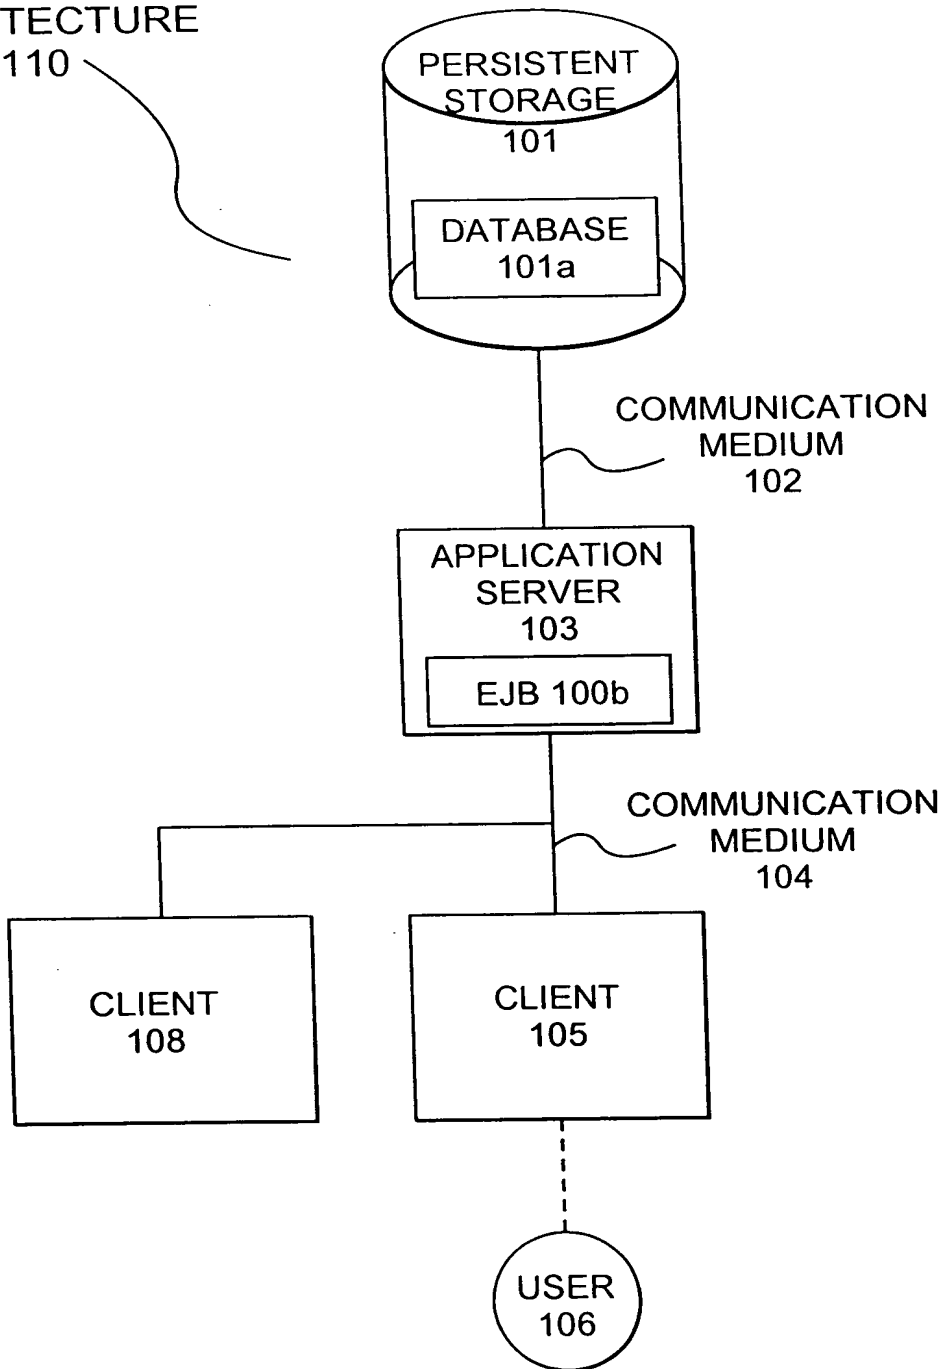 TECTURE
110
PERSISTENT
STORAGE
101
DATABASE
101a
COMMUNICATION
MEDIUM
102
APPLICATION
SERVER
103
EJB 100b
COMMUNICATION
MEDIUM
104
CLIENT
108
CLIENT
105
USER
106